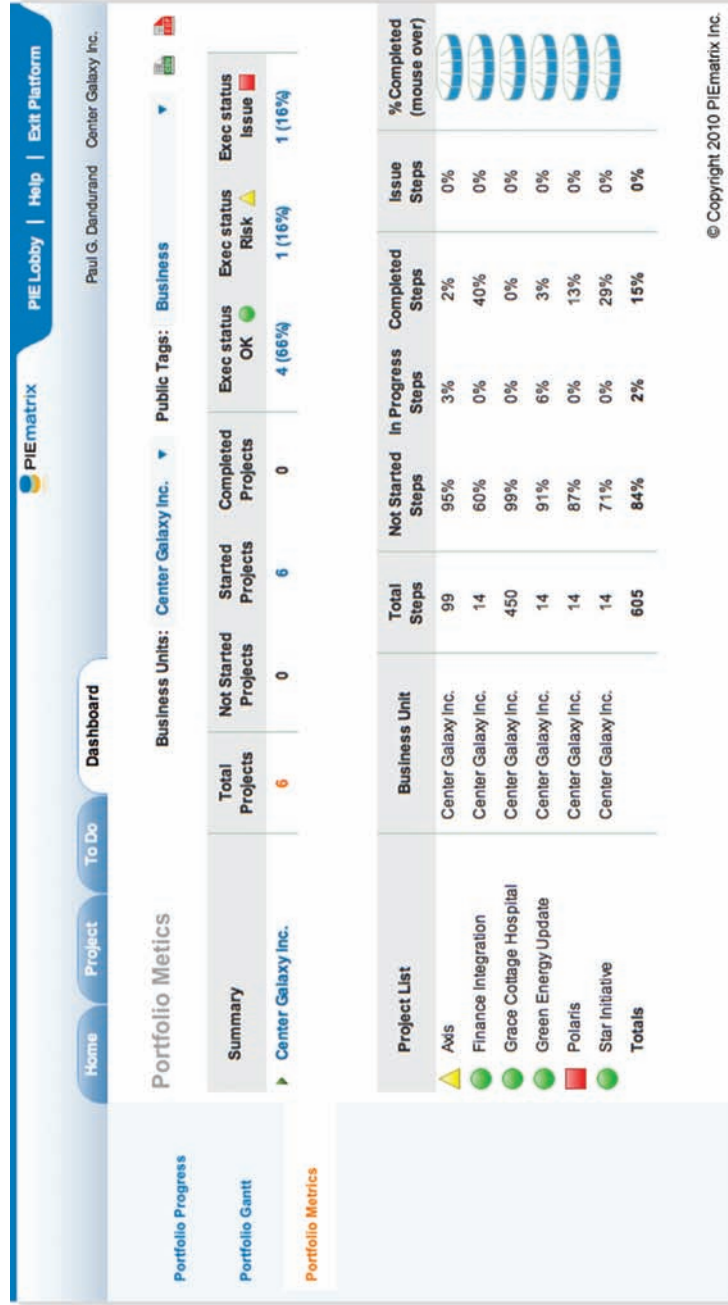 PIEmatrix
PIE Lobby | Help | Exit Platform
Home Project To Do Dashboard
Paul G. Dandurand Center Galaxy Inc.
Portfolio Progress
Portfolio Gantt
Portfolio Metrics
Portfolio Metics
Business Units: Center Galaxy Inc. Public Tags: Business
Summary Total Projects Not Started Projects Started Projects Completed Projects Exec status OK Exec status Risk Exec status Issue
Center Galaxy Inc. 6 0 6 0 4 (66%) 1 (16%) 1 (16%)
Project List Business Unit Total Steps Not Started Steps In Progress Steps Completed Steps Issue Steps % Completed (mouse over)
Axis Center Galaxy Inc. 99 95% 3% 2% 0%
Finance Integration Center Galaxy Inc. 14 60% 0% 40% 0%
Grace Cottage Hospital Center Galaxy Inc. 450 99% 0% 0% 0%
Green Energy Update Center Galaxy Inc. 14 91% 6% 3% 0%
Polaris Center Galaxy Inc. 14 87% 0% 13% 0%
Star Initiative Center Galaxy Inc. 14 71% 0% 29% 0%
Totals 605 84% 2% 15% 0%
© Copyright 2010 PIEmatrix Inc.